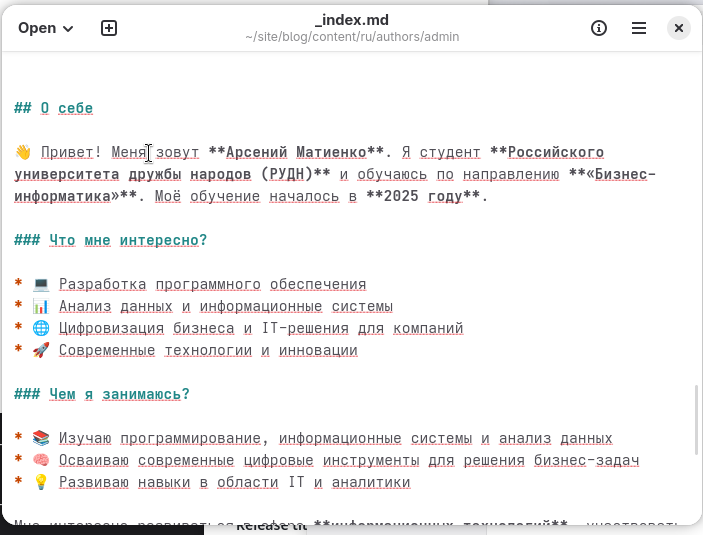 Open
_index.md
~/site/blog/content/ru/authors/admin
## О себе
👋 Привет! Меня зовут **Арсений Матиенко**. Я студент **Российского
университета дружбы народов (РУДН)** и обучаюсь по направлению **«Бизнес-
информатика»**. Моё обучение началось в **2025 году**.
### Что мне интересно?
* 💻 Разработка программного обеспечения
* 📊 Анализ данных и информационные системы
* 🌐 Цифровизация бизнеса и IT-решения для компаний
* 🚀 Современные технологии и инновации
### Чем я занимаюсь?
* 📚 Изучаю программирование, информационные системы и анализ данных
* 🧠 Осваиваю современные цифровые инструменты для решения бизнес-задач
* 💡 Развиваю навыки в области IT и аналитики